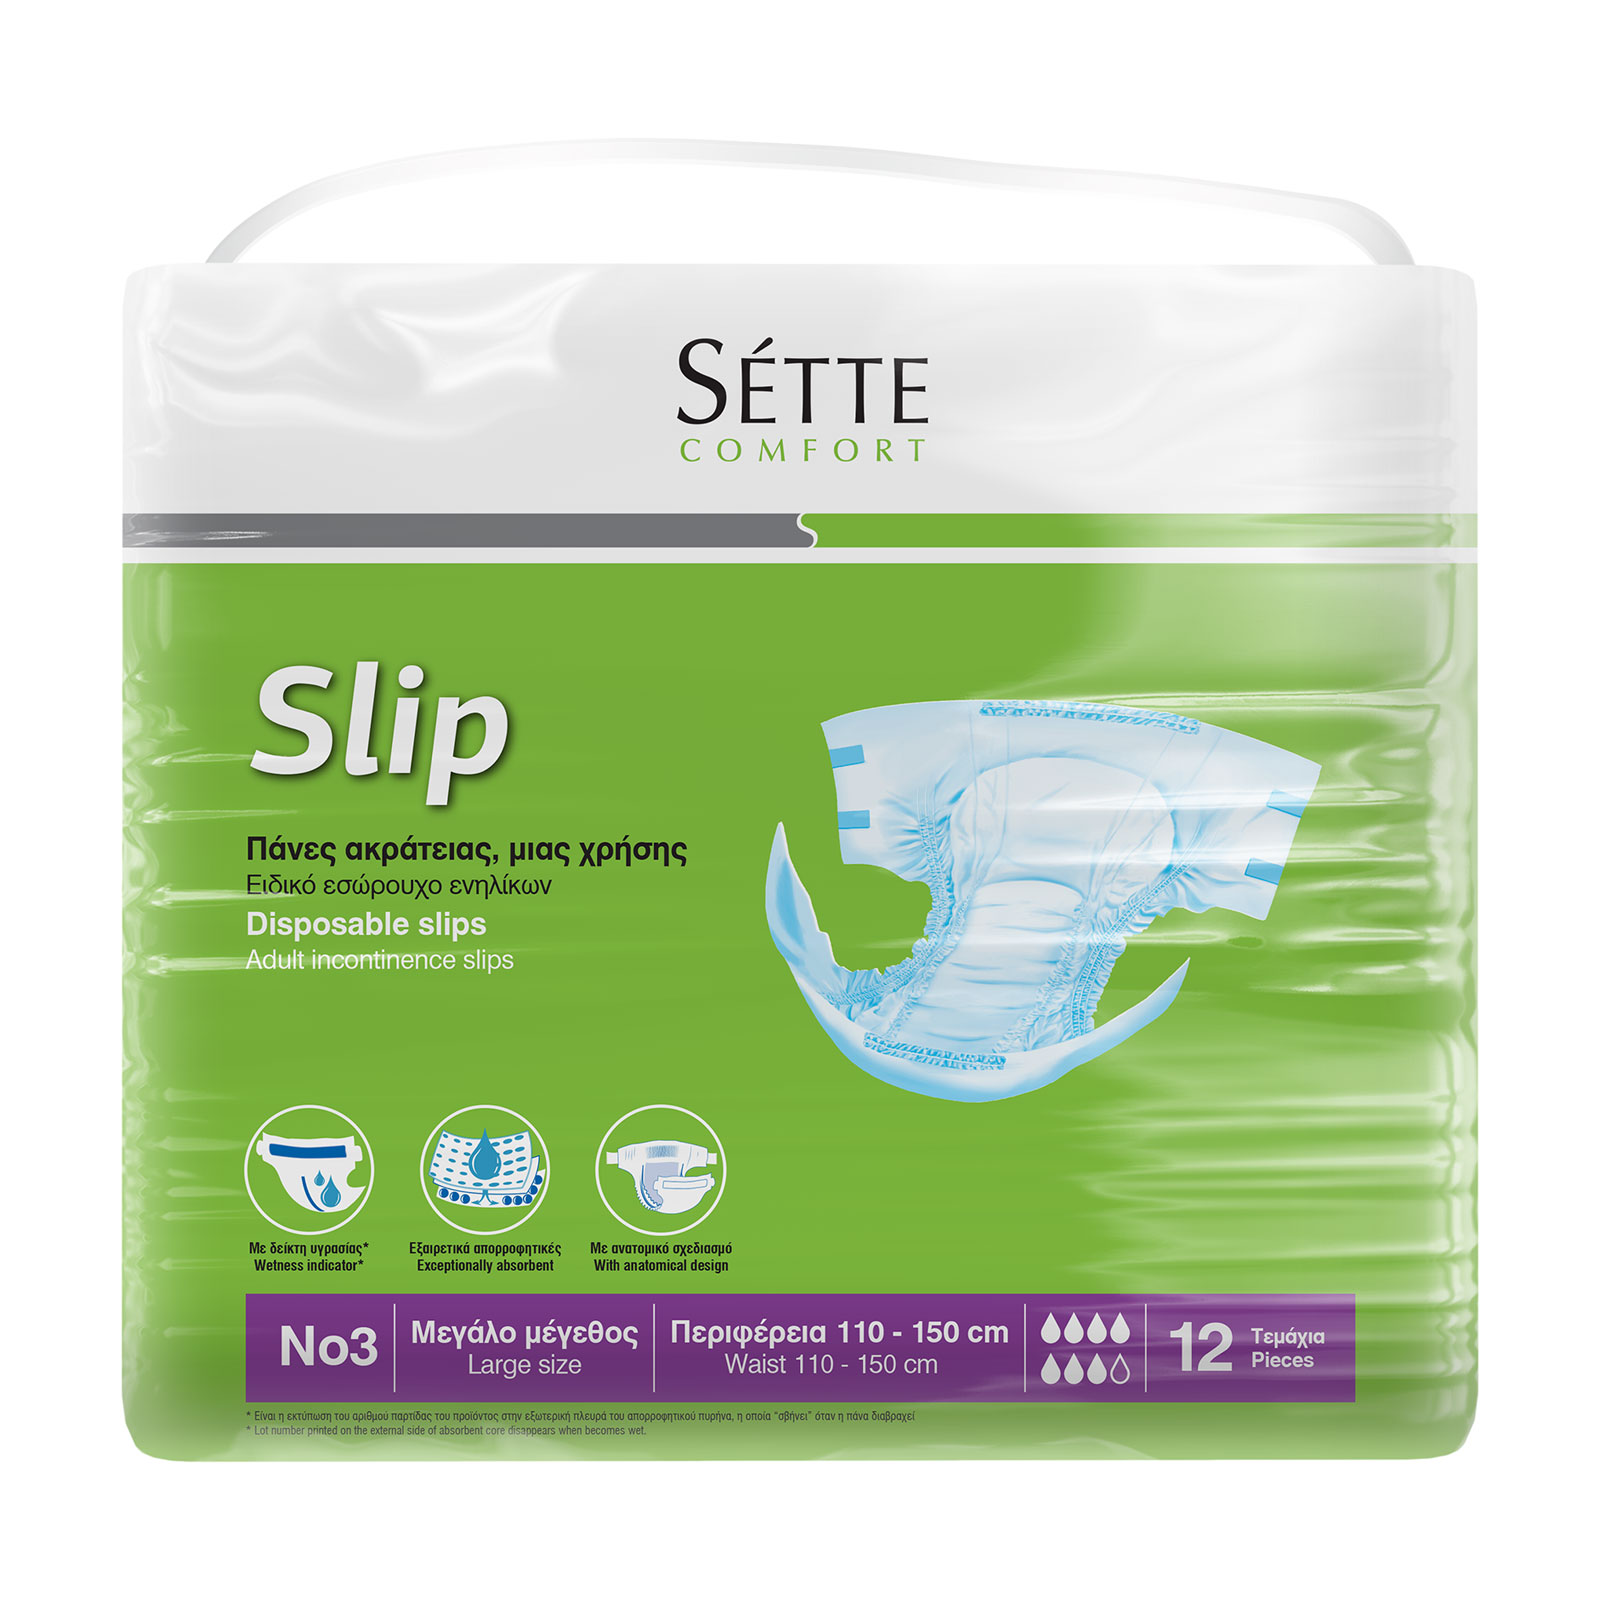 SÉTTE
COMFORT
Slip
Πάνες ακράτειας, μιας χρήσης
Ειδικό εσώρουχο ενηλίκων
Disposable slips
Adult incontinence slips
Με δείκτη υγρασίας*
Wetness indicator*
Εξαιρετικά απορροφητικές
Exceptionally absorbent
Με ανατομικό σχεδιασμό
With anatomical design
No3
Μεγάλο μέγεθος
Large size
Περιφέρεια 110 - 150 cm
Waist 110 - 150 cm
12
Τεμάχια
Pieces
* Είναι η εκτύπωση του αριθμού παρτίδας του προϊόντος στην εξωτερική πλευρά του απορροφητικού πυρήνα, η οποία "σβήνει" όταν η πάνα διαβραχεί
* Lot number printed on the external side of absorbent core disappears when becomes wet.